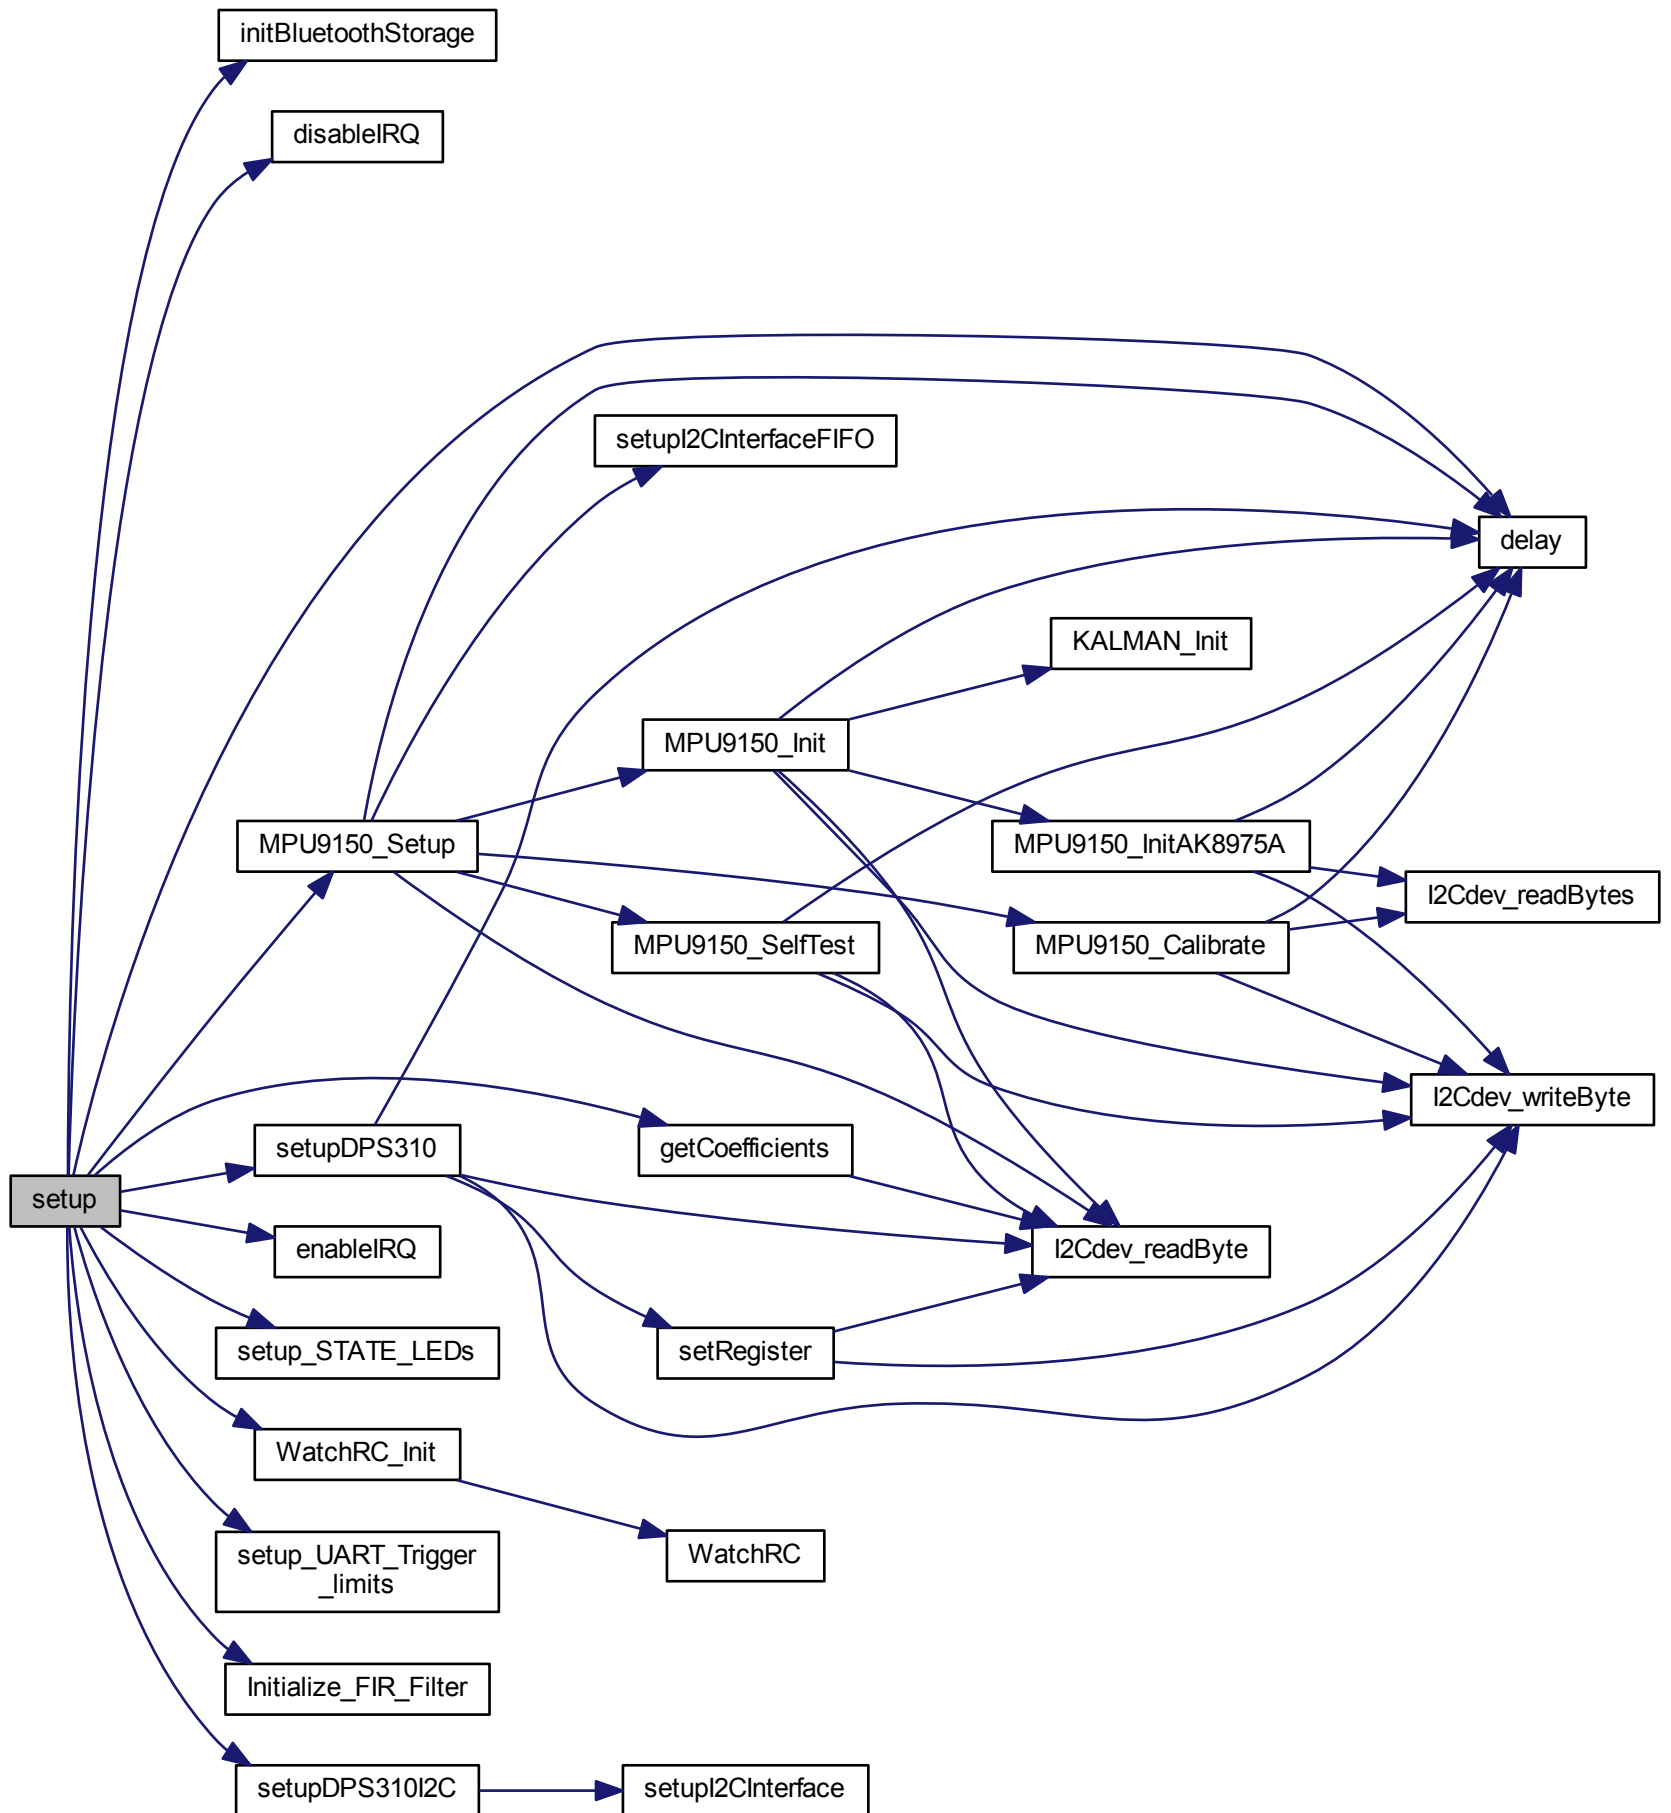 initBluetoothStorage
disableIRQ
setupI2CInterfaceFIFO
delay
KALMAN_Init
MPU9150_Init
MPU9150_Setup
MPU9150_InitAK8975A
I2Cdev_readBytes
MPU9150_SelfTest
MPU9150_Calibrate
I2Cdev_writeByte
setupDPS310
getCoefficients
setup
enableIRQ
I2Cdev_readByte
setup_STATE_LEDs
setRegister
WatchRC_Init
WatchRC
setup_UART_Trigger
_limits
Initialize_FIR_Filter
setupDPS310I2C
setupI2CInterface